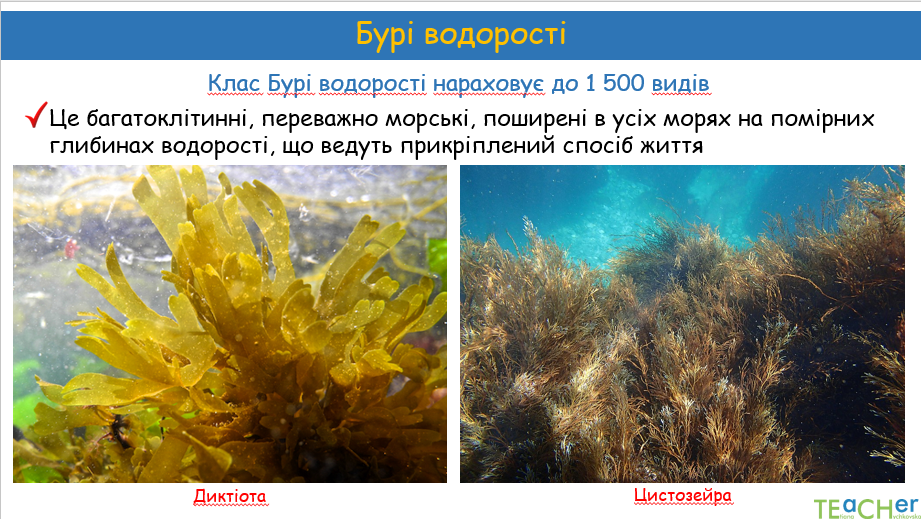 Бурі водорості
Клас Бурі водорості нараховує до 1 500 видів
Це багатоклітинні, переважно морські, поширені в усіх морях на помірних
глибинах водорості, що ведуть прикріплений спосіб життя
Диктіота
Цистозейра
TEaCHer